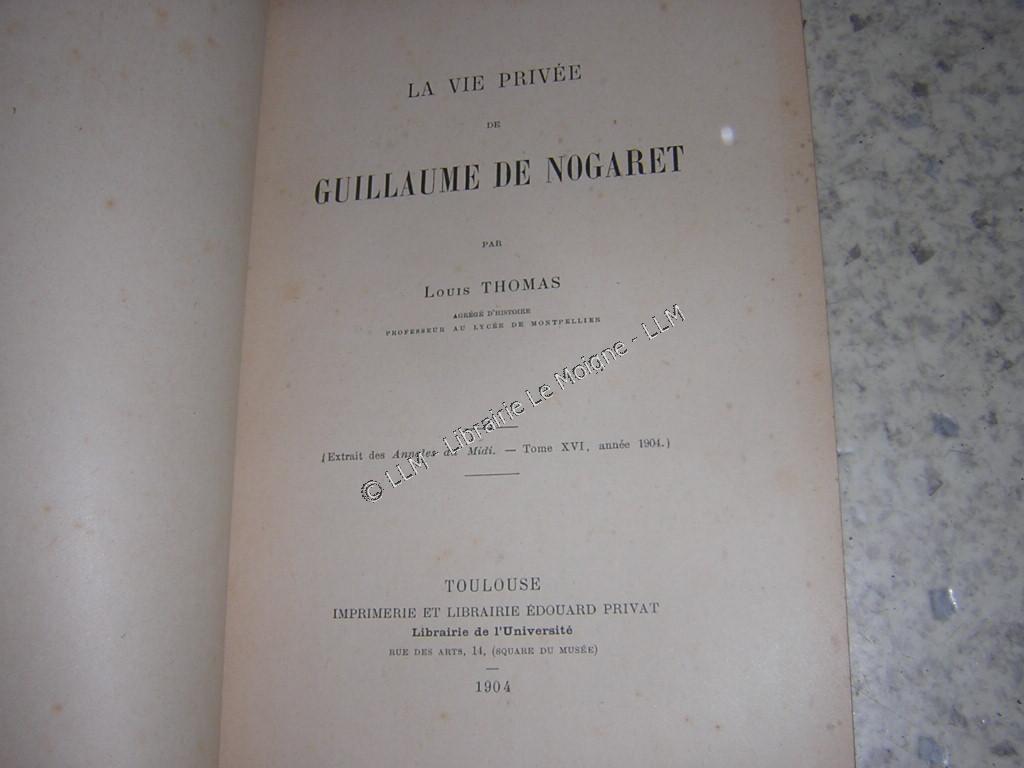 LA VIE PRIVÉE
DE
GUILLAUME DE NOGARET
PAR
Louis THOMAS
AGRÉGÉ D'HISTOIRE
PROFESSEUR AU LYCÉE DE MONTPELLIER
© LLM - Librairie Le Moigne - LLM
(Extrait des Annales du Midi. — Tome XVI, année 1904.)
TOULOUSE
IMPRIMERIE ET LIBRAIRIE ÉDOUARD PRIVAT
Librairie de l'Université
RUE DES ARTS, 14, (SQUARE DU MUSÉE)
1904